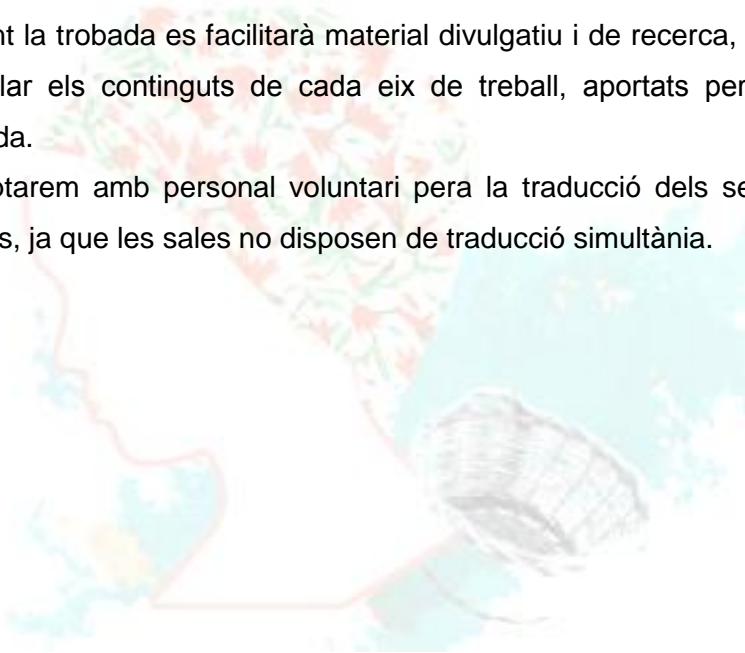 nt la trobada es facilitarà material divulgatiu i de recerca,
lar els continguts de cada eix de treball, aportats per
da.
otarem amb personal voluntari pera la traducció dels se
s, ja que les sales no disposen de traducció simultània.